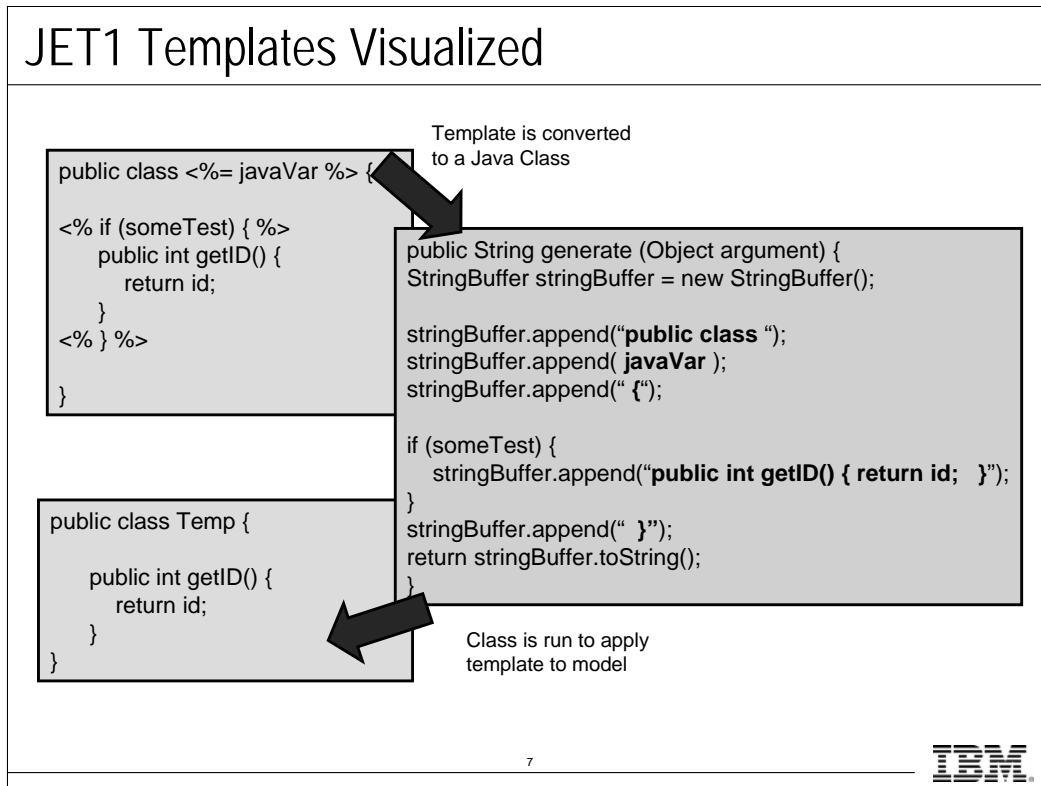 JET1 Templates Visualized
Template is converted
to a Java Class
public class <%= javaVar %> {
<% if (someTest) { %>
public int getID() {
return id;
}
<% } %>
}
public String generate (Object argument) {
StringBuffer stringBuffer = new StringBuffer();
stringBuffer.append(“public class “);
stringBuffer.append( javaVar );
stringBuffer.append(“ {“);
if (someTest) {
stringBuffer.append(“public int getID() { return id; }”);
}
stringBuffer.append(“ }”);
return stringBuffer.toString();
}
public class Temp {
public int getID() {
return id;
}
}
Class is run to apply
template to model
7
IBM.